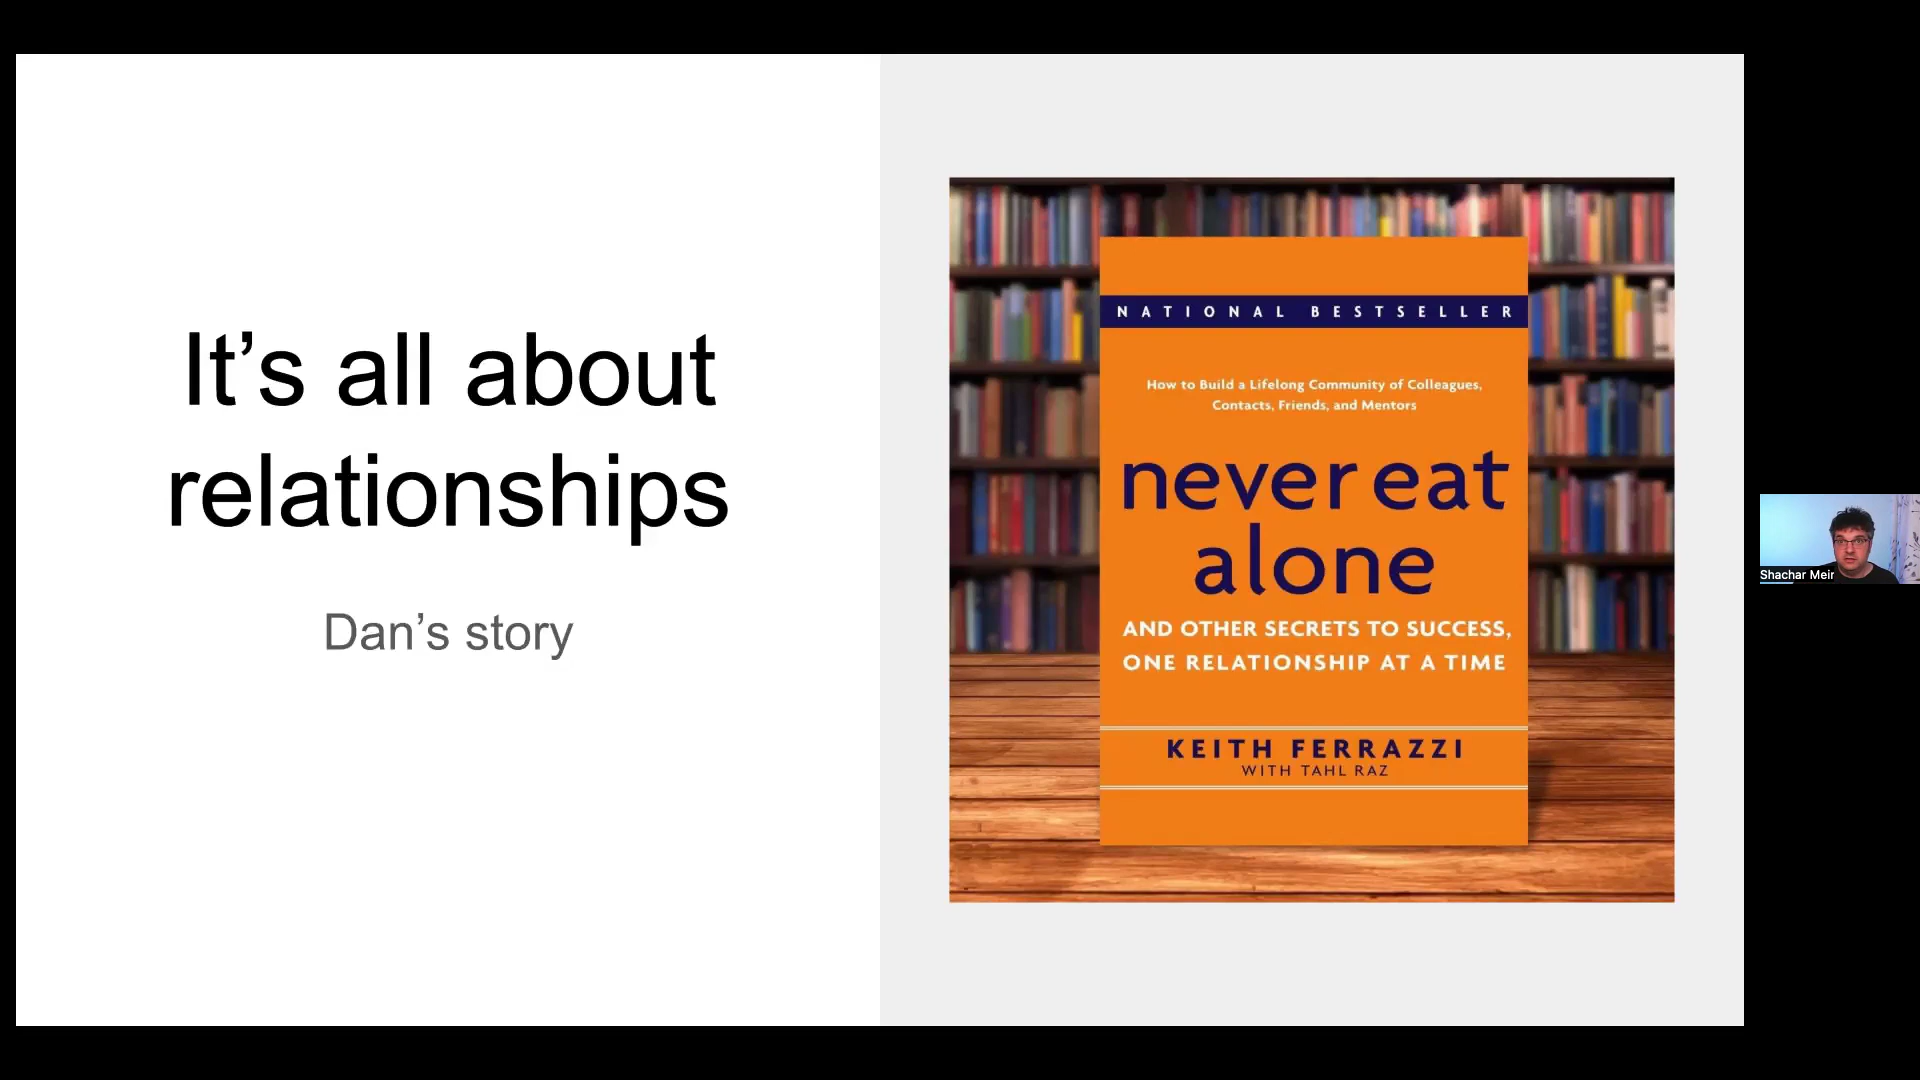 It’s all about
relationships
Dan’s story
NATIONAL BESTSELLER
How to Build a Lifelong Community of Colleagues,
Contacts, Friends, and Mentors
never eat
alone
AND OTHER SECRETS TO SUCCESS,
ONE RELATIONSHIP AT A TIME
KEITH FERRAZZI
WITH TAHL RAZ
Shachar Meir